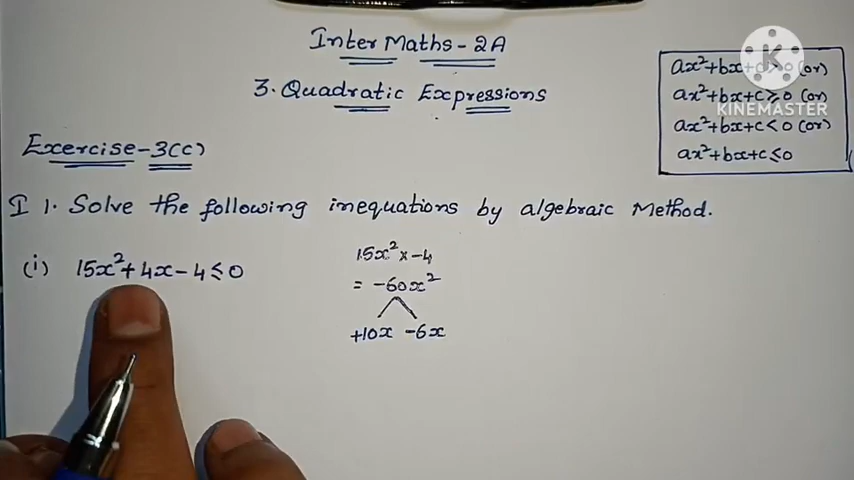 Inter Maths - 2A
3. Quadratic Expressions
ax²+bx+c > 0 (or)
ax²+bx+c ≥ 0 (or)
ax²+bx+c < 0 (or)
ax²+bx+c ≤ 0
K
KINEMASTER
Exercise-3(c)
I 1. Solve the following inequations by algebraic Method.
(i) 15x²+4x-4≤0
15x² x -4
= -60x²
+10x -6x